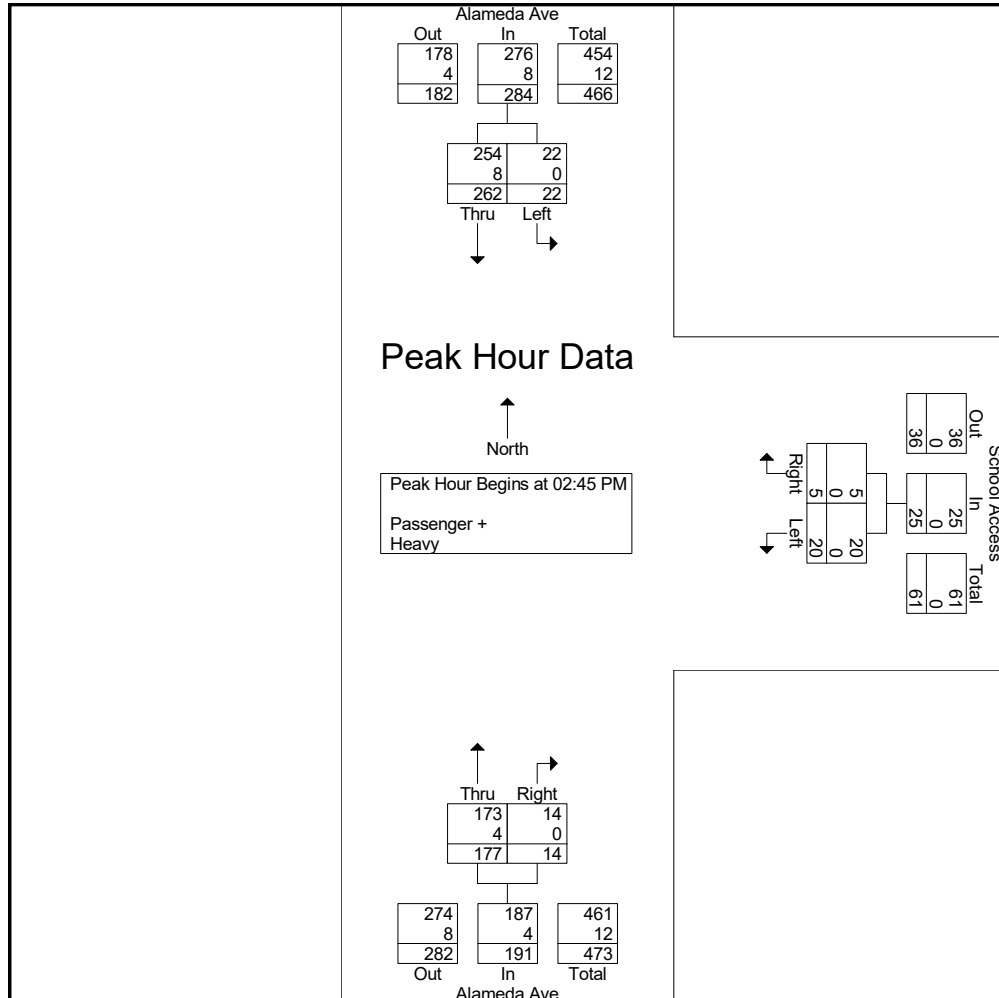 Alameda Ave
Out In Total
178 276 454
4 8 12
182 284 466
254 22
8 0
262 22
Thru Left
Peak Hour Data
North
Peak Hour Begins at 02:45 PM
Passenger +
Heavy
School Access
Out In Total
36 25 61
0 0 0
36 25 61
5 20
0 0
5 20
Right Left
Thru Right
173 14
4 0
177 14
274 187 461
8 4 12
282 191 473
Out In Total
Alameda Ave